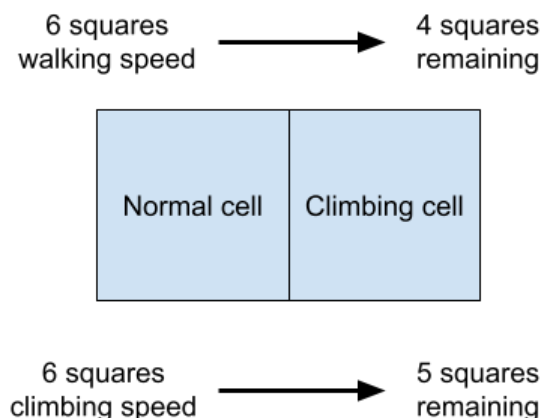 6 squares
walking speed
4 squares
remaining
Normal cell
Climbing cell
6 squares
climbing speed
5 squares
remaining